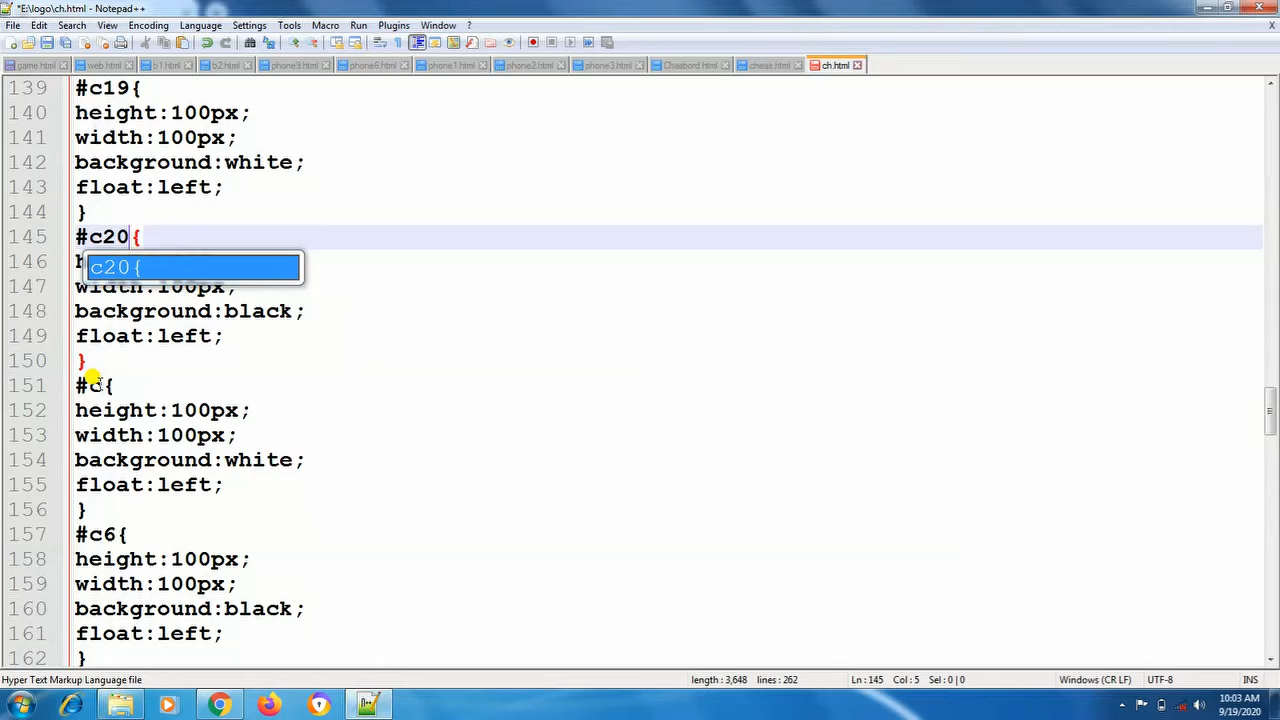 *E:\logo\ch.html - Notepad++
File Edit Search View Encoding Language Settings Tools Macro Run Plugins Window ?
X
game.html web.html b1.html b2.html phone9.html phone6.html phone1.html phone2.html phone3.html Chaabord.html cheas.html ch.html
139 #c19{
140 height:100px;
141 width:100px;
142 background:white;
143 float:left;
144 }
145 #c20{
146 h
c20{
147 width:100px;
148 background:black;
149 float:left;
150 }
151 #c{
152 height:100px;
153 width:100px;
154 background:white;
155 float:left;
156 }
157 #c6{
158 height:100px;
159 width:100px;
160 background:black;
161 float:left;
162 }
Hyper Text Markup Language file length : 3,648 lines : 262 Ln : 145 Col : 5 Sel : 0 | 0 Windows (CR LF) UTF-8 INS
10:03 AM
9/19/2020